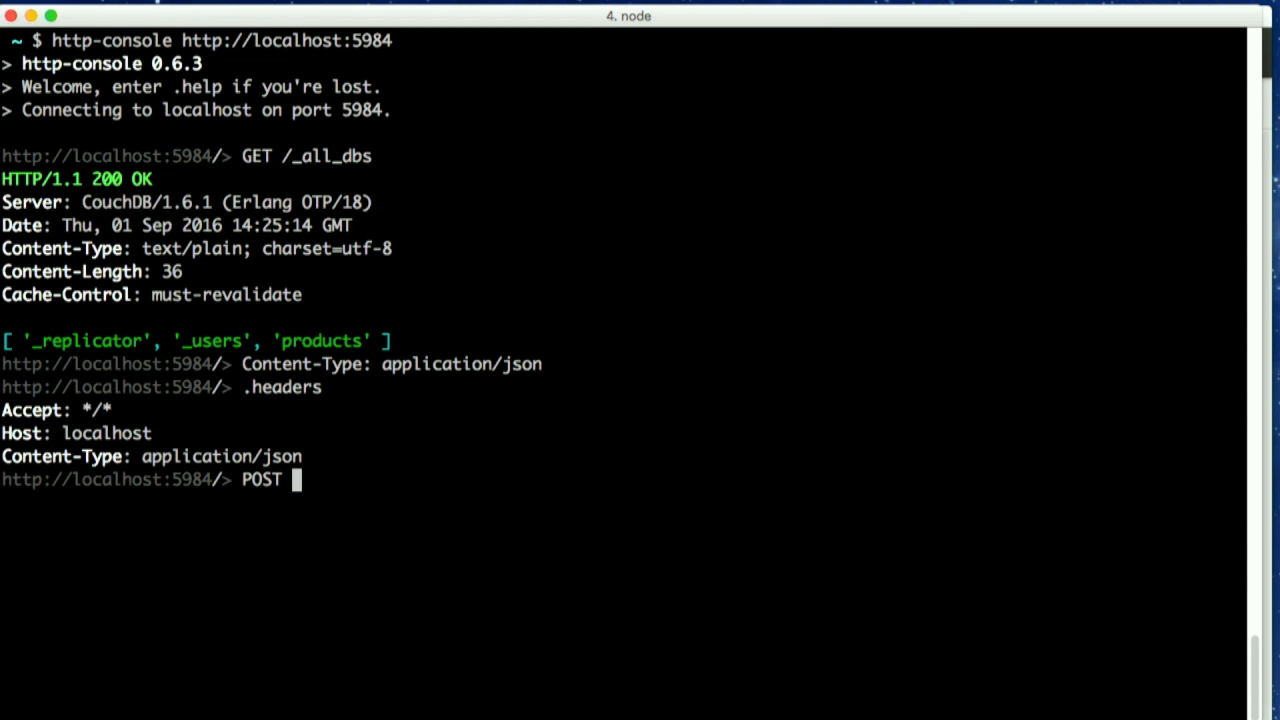 4. node
~ $ http-console http://localhost:5984
> http-console 0.6.3
> Welcome, enter .help if you're lost.
> Connecting to localhost on port 5984.
http://localhost:5984/> GET /_all_dbs
HTTP/1.1 200 OK
Server: CouchDB/1.6.1 (Erlang OTP/18)
Date: Thu, 01 Sep 2016 14:25:14 GMT
Content-Type: text/plain; charset=utf-8
Content-Length: 36
Cache-Control: must-revalidate
[ '_replicator', '_users', 'products' ]
http://localhost:5984/> Content-Type: application/json
http://localhost:5984/> .headers
Accept: */*
Host: localhost
Content-Type: application/json
http://localhost:5984/> POST